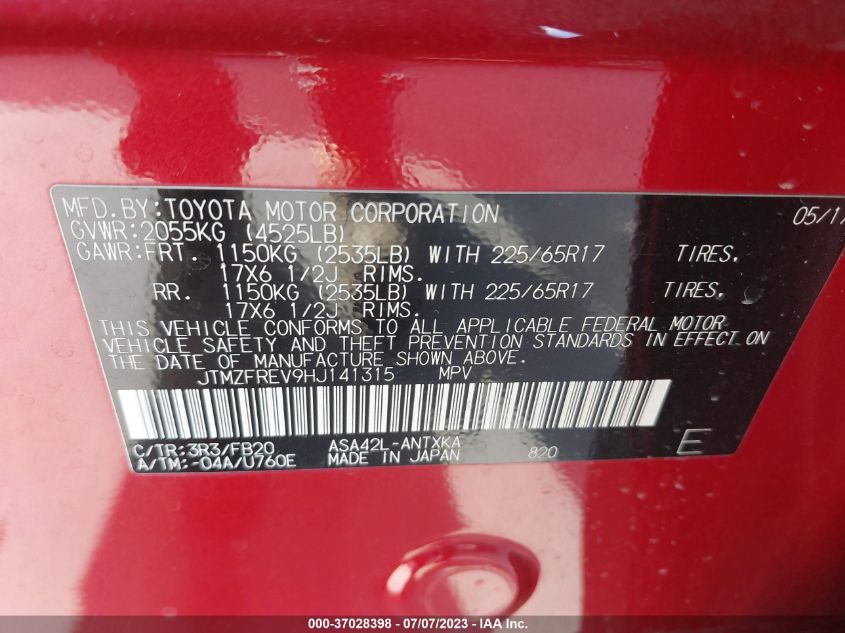 MFD.BY:TOYOTA MOTOR CORPORATION 05/17
GVWR:2055KG (4525LB)
GAWR:FRT. 1150KG (2535LB) WITH 225/65R17 TIRES.
17X6 1/2J RIMS.
RR. 1150KG (2535LB) WITH 225/65R17 TIRES.
17X6 1/2J RIMS.
THIS VEHICLE CONFORMS TO ALL APPLICABLE FEDERAL MOTOR
VEHICLE SAFETY AND THEFT PREVENTION STANDARDS IN EFFECT
THE DATE OF MANUFACTURE SHOWN ABOVE.
JTMZFREV9HJ141315 MPV
C/TR:3R3/FB20 ASA42L-ANTXKA
A/TM:-04A/U760E MADE IN JAPAN 820 E
000-37028398 - 07/07/2023 - IAA Inc.